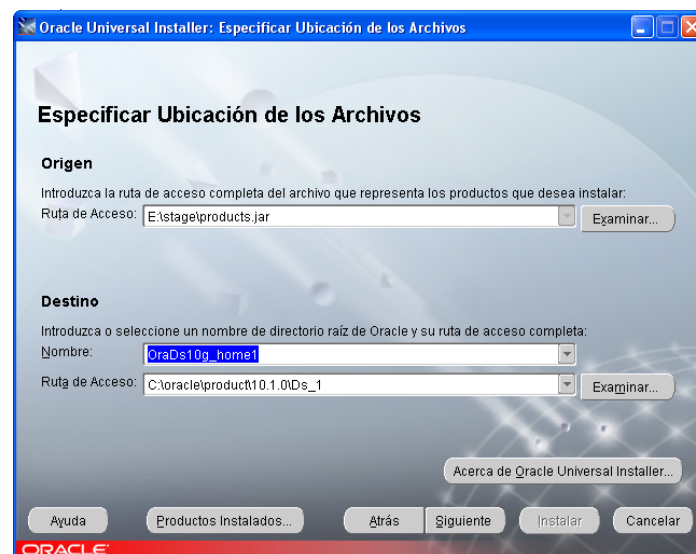 Oracle Universal Installer: Especificar Ubicación de los Archivos
Especificar Ubicación de los Archivos
Origen
Introduzca la ruta de acceso completa del archivo que representa los productos que desea instalar:
Ruta de Acceso: E:\stage\products.jar Examinar...
Destino
Introduzca o seleccione un nombre de directorio raíz de Oracle y su ruta de acceso completa:
Nombre: OraDs10g_home1
Ruta de Acceso: C:\oracle\product\10.1.0\Ds_1 Examinar...
Acerca de Oracle Universal Installer...
Ayuda Productos Instalados... Atrás Siguiente Instalar Cancelar
ORACLE